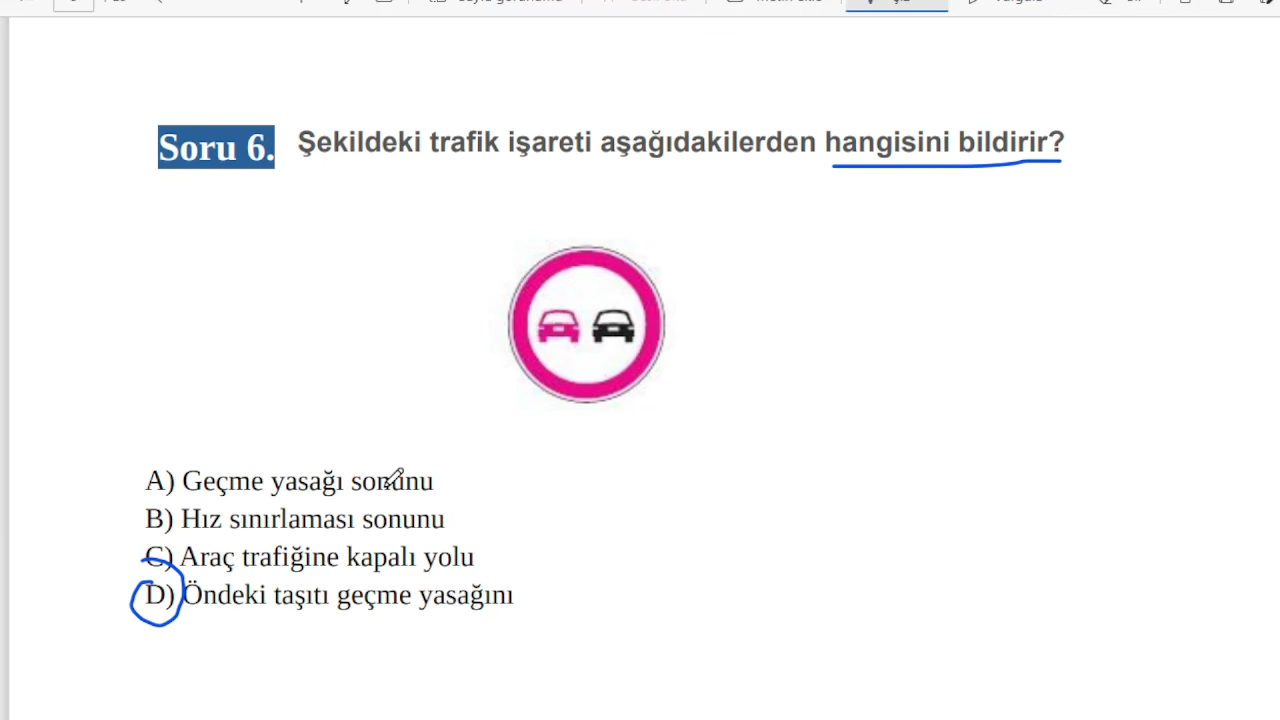 Soru 6. Şekildeki trafik işareti aşağıdakilerden hangisini bildirir?
A) Geçme yasağı sonunu
B) Hız sınırlaması sonunu
C) Araç trafiğine kapalı yolu
D) Öndeki taşıtı geçme yasağını